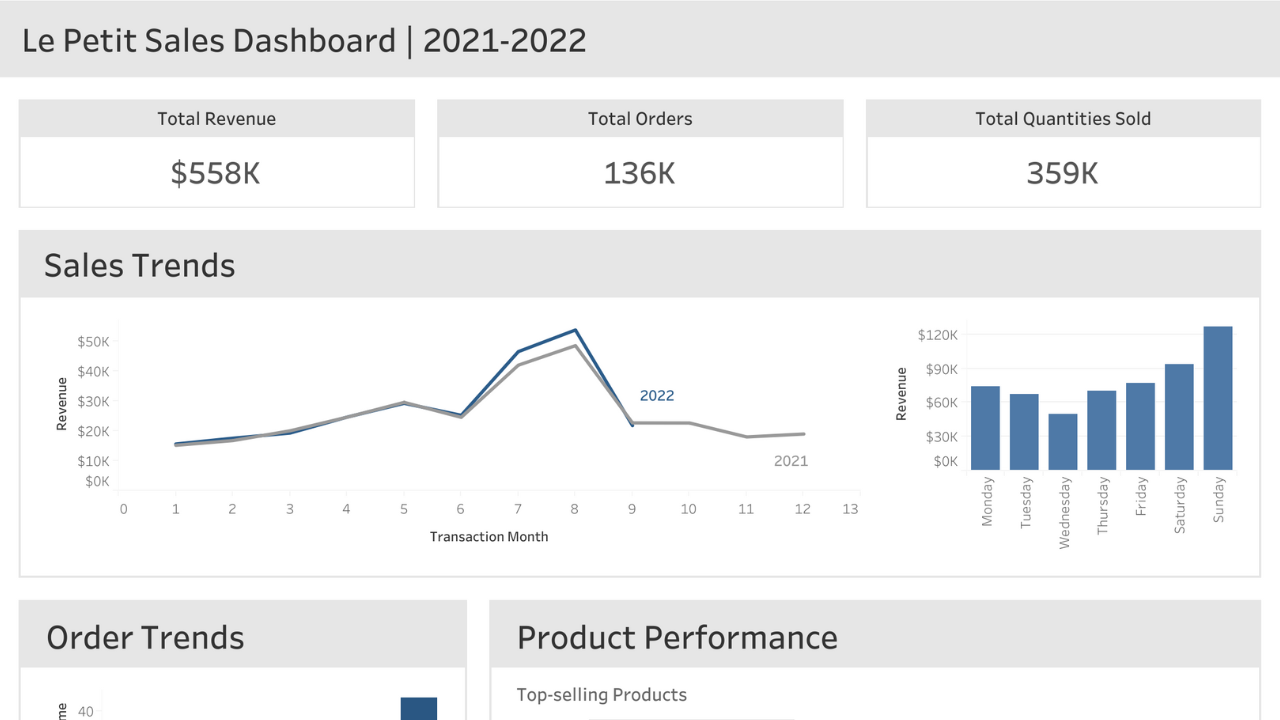 Le Petit Sales Dashboard | 2021-2022
Total Revenue
$558K
Total Orders
136K
Total Quantities Sold
359K
Sales Trends
Revenue
$50K
$40K
$30K
$20K
$10K
$0K
2022
2021
0 1 2 3 4 5 6 7 8 9 10 11 12 13
Transaction Month
Revenue
$120K
$90K
$60K
$30K
$0K
Monday
Tuesday
Wednesday
Thursday
Friday
Saturday
Sunday
Order Trends
40
Product Performance
Top-selling Products